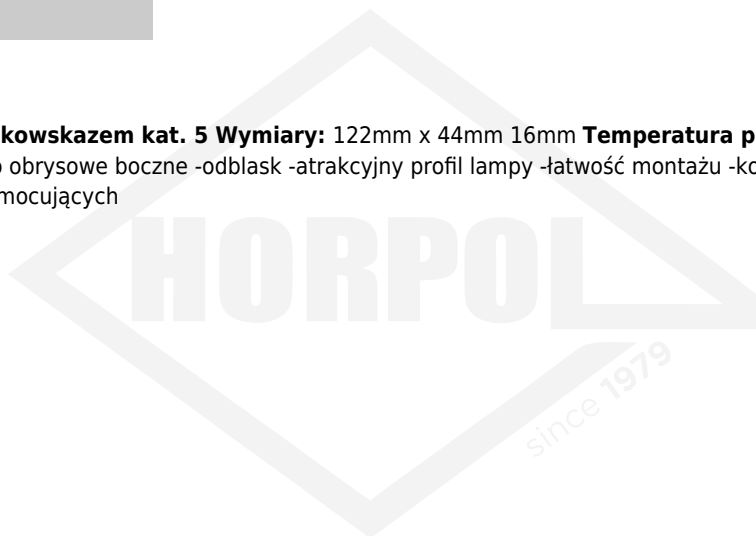 kowskazem kat. 5 Wymiary: 122mm x 44mm 16mm Temperatura p
o obrysowe boczne -odblask -atrakcyjny profil lampy -łatwość montażu -ko
mocujących
HORPOL
since 1979